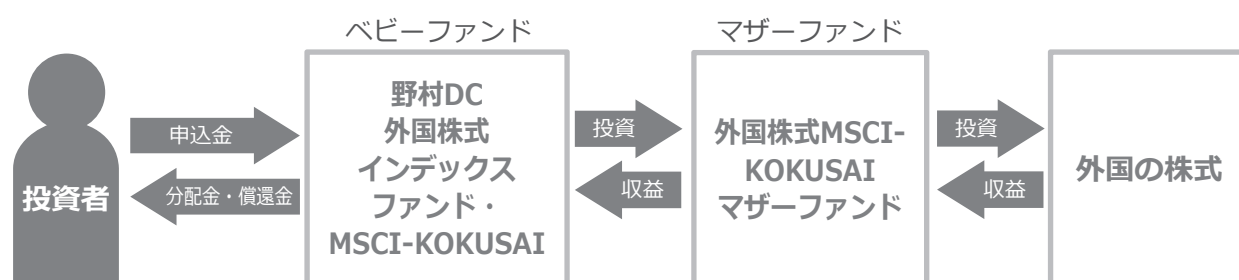 ベビーファンド
マザーファンド
投資者
申込金
分配金・償還金
野村DC
外国株式
インデックス
ファンド・
MSCI-KOKUSAI
投資
収益
外国株式MSCI-
KOKUSAI
マザーファンド
投資
収益
外国の株式